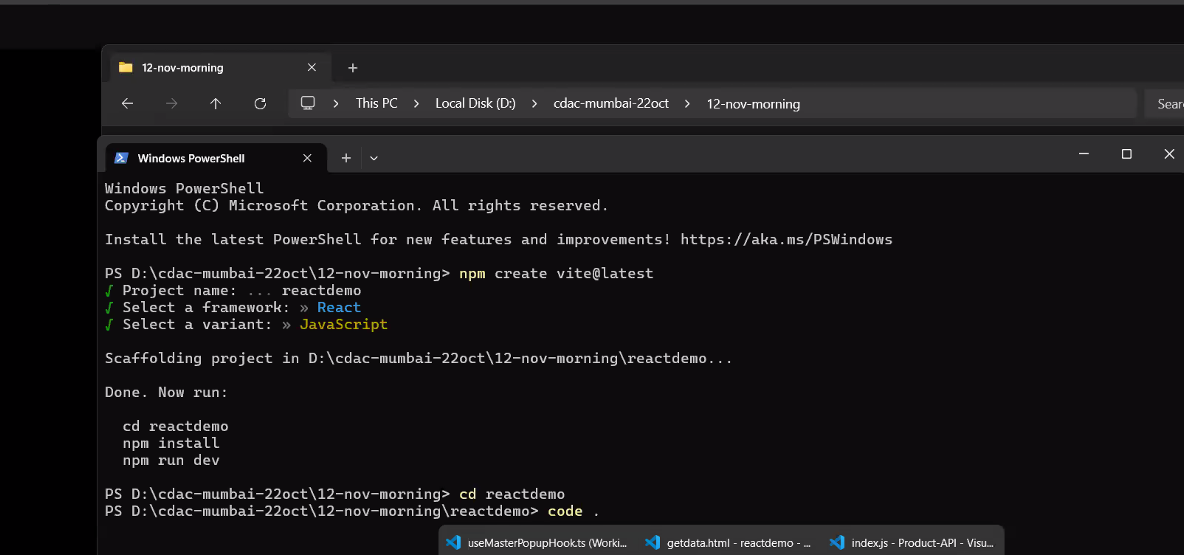 12-nov-morning
This PC > Local Disk (D:) > cdac-mumbai-22oct > 12-nov-morning
Sear
Windows PowerShell
Windows PowerShell
Copyright (C) Microsoft Corporation. All rights reserved.
Install the latest PowerShell for new features and improvements! https://aka.ms/PSWindows
PS D:\cdac-mumbai-22oct\12-nov-morning> npm create vite@latest
√ Project name: ... reactdemo
√ Select a framework: » React
√ Select a variant: » JavaScript
Scaffolding project in D:\cdac-mumbai-22oct\12-nov-morning\reactdemo...
Done. Now run:
cd reactdemo
npm install
npm run dev
PS D:\cdac-mumbai-22oct\12-nov-morning> cd reactdemo
PS D:\cdac-mumbai-22oct\12-nov-morning\reactdemo> code .
useMasterPopupHook.ts (Worki... getdata.html - reactdemo - ... index.js - Product-API - Visu...